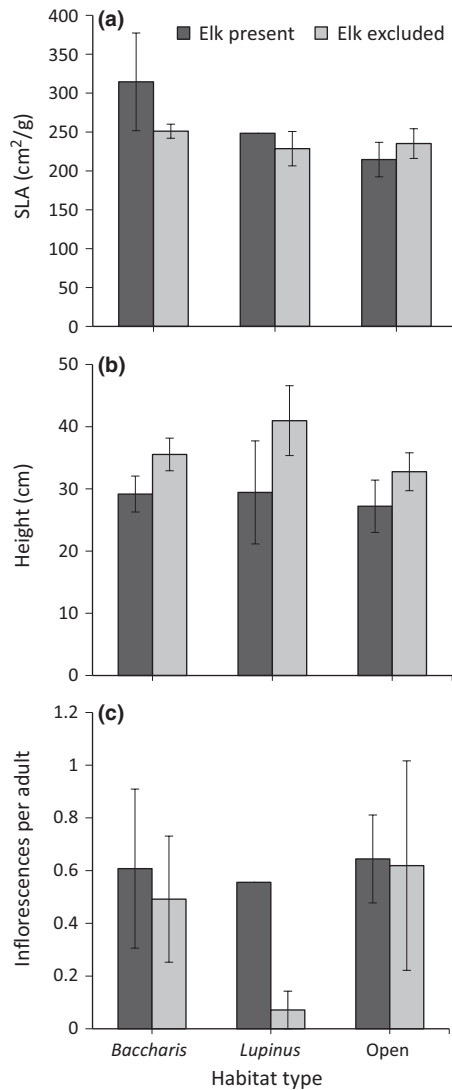 (a)
Elk present
Elk excluded
400
350
300
250
200
150
100
50
0
SLA (cm²/g)
(b)
50
40
30
20
10
0
Height (cm)
(c)
1.2
1
0.8
0.6
0.4
0.2
0
Inflorescences per adult
Baccharis
Lupinus
Open
Habitat type